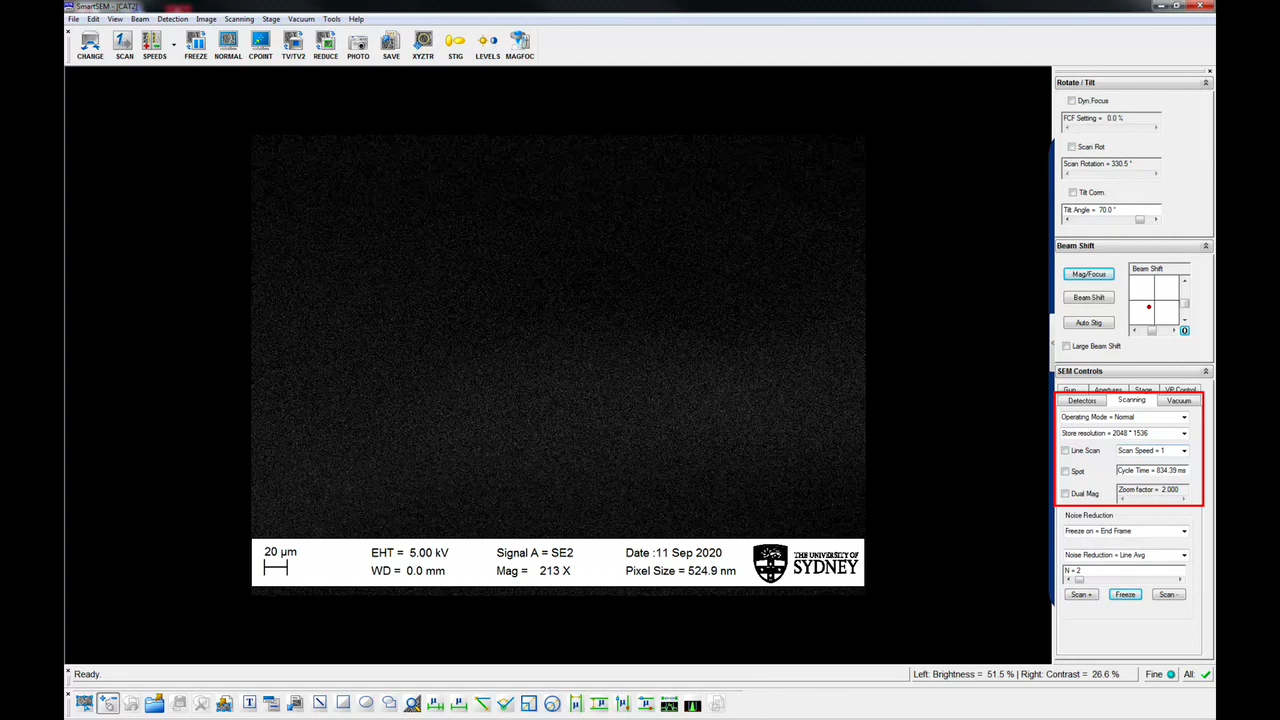 SmartSEM - [CAT2]
File Edit View Beam Detection Image Scanning Stage Vacuum Tools Help
CHANGE SCAN SPEEDS FREEZE NORMAL CPOINT TV/TV2 REDUCE PHOTO SAVE XYZTR STIG LEVELS MAGFOC
Rotate / Tilt
Dyn.Focus
FCF Setting = 0.0 %
Scan Rot
Scan Rotation = 330.5 °
Tilt Corrn.
Tilt Angle = 70.0 °
Beam Shift
Mag/Focus
Beam Shift
Beam Shift
Auto Stig
Large Beam Shift
SEM Controls
Gun Apertures Stage VP Control
Detectors Scanning Vacuum
Operating Mode = Normal
Store resolution = 2048 * 1536
Line Scan Scan Speed = 1
Spot Cycle Time = 834.39 ms
Dual Mag Zoom factor = 2.000
Noise Reduction
Freeze on = End Frame
Noise Reduction = Line Avg
N = 2
Scan + Freeze Scan -
20 µm EHT = 5.00 kV Signal A = SE2 Date :11 Sep 2020 THE UNIVERSITY OF
WD = 0.0 mm Mag = 213 X Pixel Size = 524.9 nm SYDNEY
Ready. Left: Brightness = 51.5 % | Right: Contrast = 26.6 % Fine All: